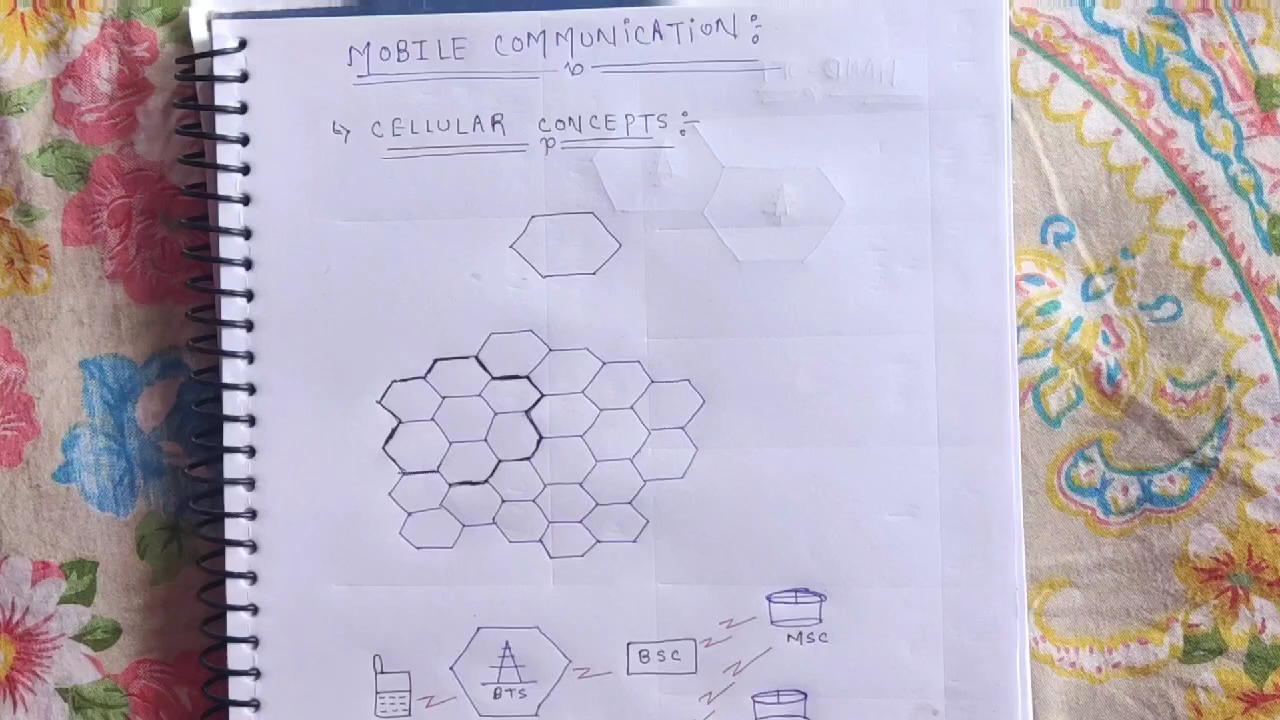 MOBILE COMMUNICATION:-
↳ CELLULAR CONCEPTS:-
MSC
BSC
BTS